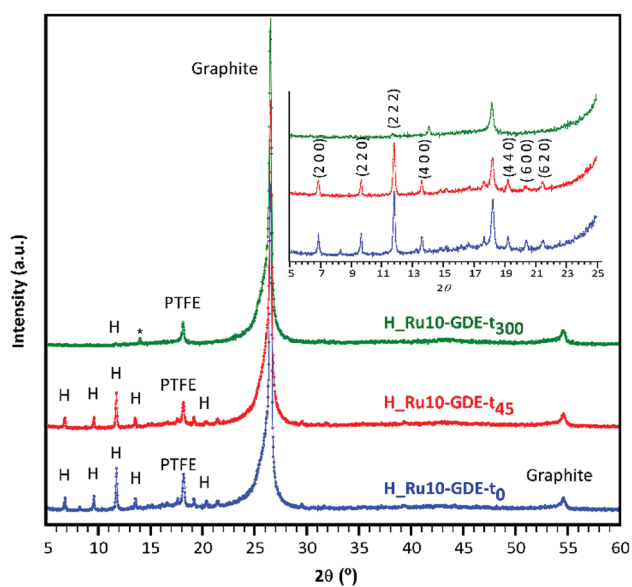 Intensity (a.u.)
Graphite
(2 0 0)
(2 2 0)
(2 2 2)
(4 0 0)
(4 4 0)
(6 0 0)
(6 2 0)
5 7 9 11 13 15 17 19 21 23 25
2θ
H * PTFE
H_Ru10-GDE-t300
H H H H PTFE H
H_Ru10-GDE-t45
H H H H PTFE H
H_Ru10-GDE-t0
Graphite
5 10 15 20 25 30 35 40 45 50 55 60
2θ (º)